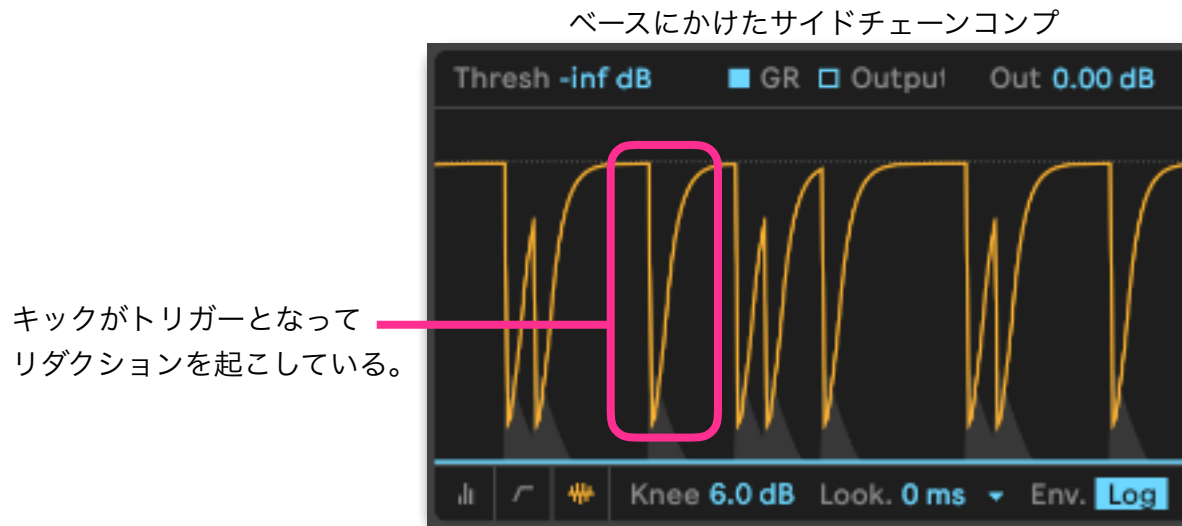 ベースにかけたサイドチェーンコンプ
Thresh -inf dB GR Output Out 0.00 dB
キックがトリガーとなって
リダクションを起こしている。
Knee 6.0 dB Look. 0 ms Env. Log